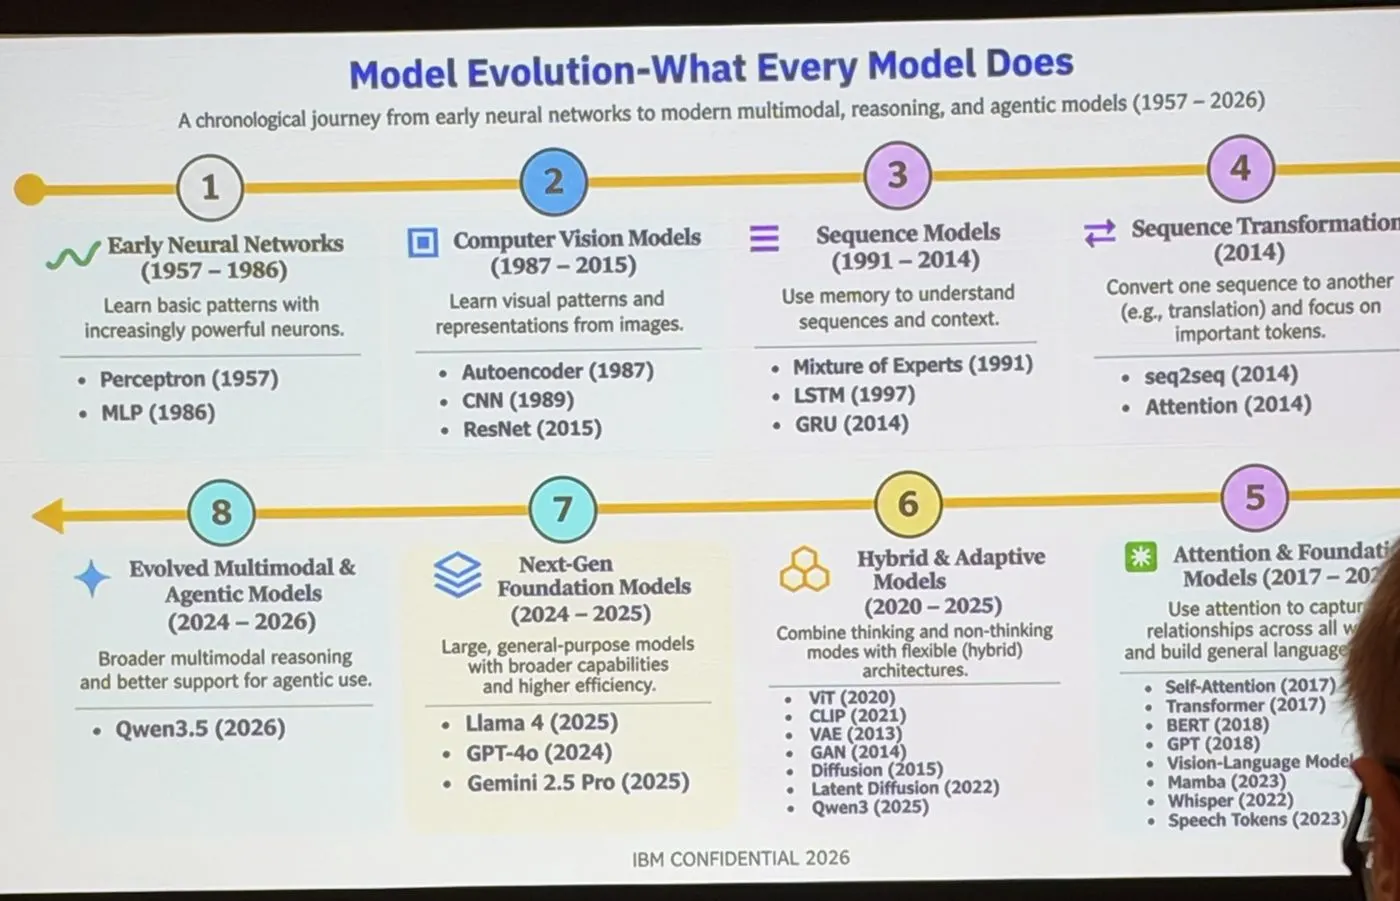 Model Evolution-What Every Model Does
A chronological journey from early neural networks to modern multimodal, reasoning, and agentic models (1957 – 2026)
1
Early Neural Networks
(1957 – 1986)
Learn basic patterns with
increasingly powerful neurons.
• Perceptron (1957)
• MLP (1986)
2
Computer Vision Models
(1987 – 2015)
Learn visual patterns and
representations from images.
• Autoencoder (1987)
• CNN (1989)
• ResNet (2015)
3
Sequence Models
(1991 – 2014)
Use memory to understand
sequences and context.
• Mixture of Experts (1991)
• LSTM (1997)
• GRU (2014)
4
Sequence Transformation
(2014)
Convert one sequence to another
(e.g., translation) and focus on
important tokens.
• seq2seq (2014)
• Attention (2014)
5
Attention &
Models (2017 –
Use attention to
relationships across all
and build general language
• Self-Attention (2017)
• Transformer (2017)
• BERT (2018)
• GPT (2018)
• Vision-Language
• Mamba (2023)
• Whisper (2022)
• Speech Tokens (2023)
6
Hybrid & Adaptive
Models
(2020 – 2025)
Combine thinking and non-thinking
modes with flexible (hybrid)
architectures.
• ViT (2020)
• CLIP (2021)
• VAE (2013)
• GAN (2014)
• Diffusion (2015)
• Latent Diffusion (2022)
• Qwen3 (2025)
7
Next-Gen
Foundation Models
(2024 – 2025)
Large, general-purpose models
with broader capabilities
and higher efficiency.
• Llama 4 (2025)
• GPT-4o (2024)
• Gemini 2.5 Pro (2025)
8
Evolved Multimodal &
Agentic Models
(2024 – 2026)
Broader multimodal reasoning
and better support for agentic use.
• Qwen3.5 (2026)
IBM CONFIDENTIAL 2026